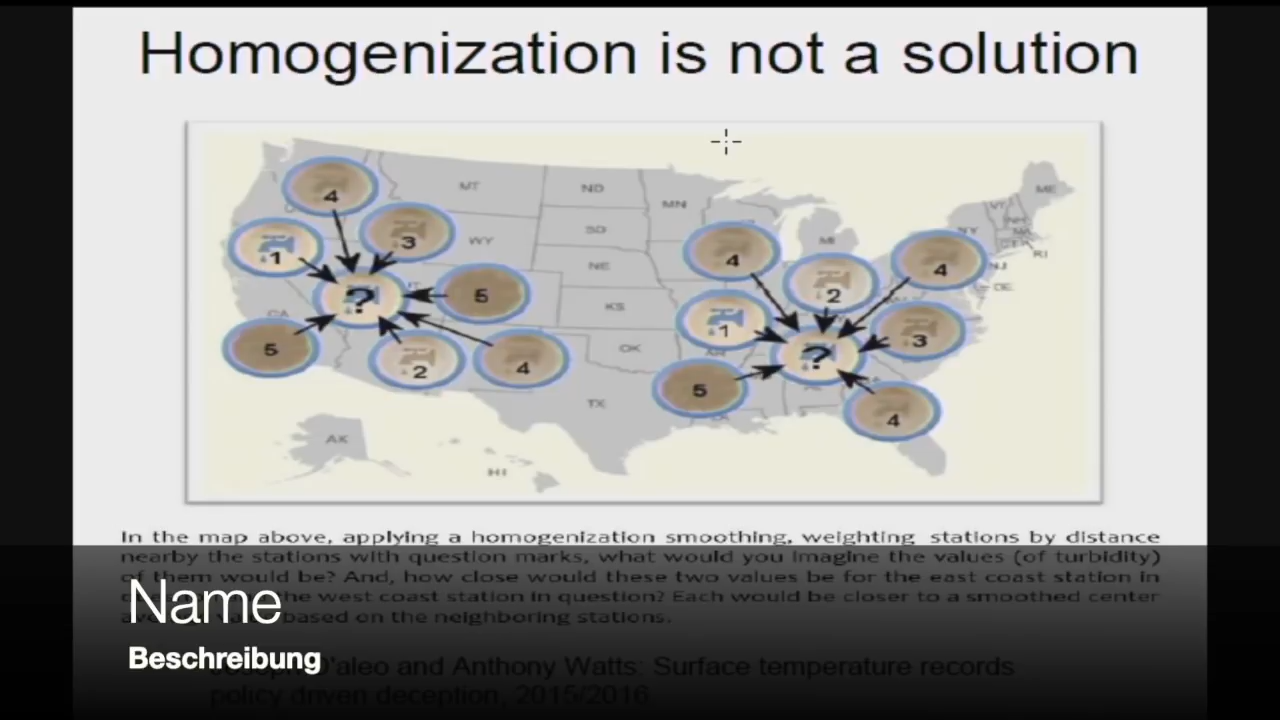 Homogenization is not a solution
MT
ND
MN
ME
VT
NH
MA
NY
SD
WY
MI
RI
NJ
DE
NE
KS
CA
OK
TX
AK
HI
4
1
3
?
5
5
2
4
4
2
4
1
3
?
5
4
In the map above, applying a homogenization smoothing, weighting stations by distance
nearby the stations with question marks, what would you imagine the values (of turbidity)
of them would be? And, how close would these two values be for the east coast station in
the west coast station in question? Each would be closer to a smoothed center
based on the neighboring stations.
Name
Beschreibung
D'aleo and Anthony Watts: Surface temperature records
policy driven deception, 2015/2016